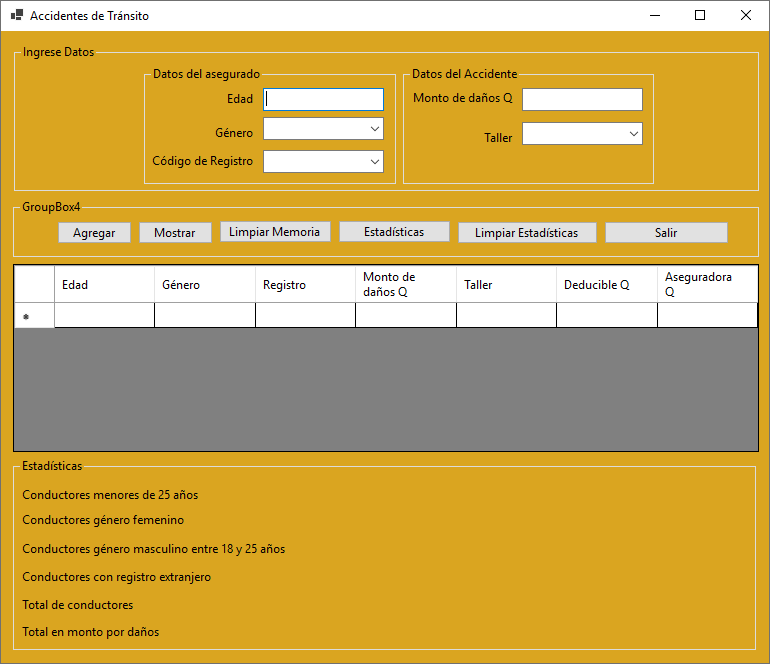 Accidentes de Tránsito
Ingrese Datos
Datos del asegurado
Edad
Género
Código de Registro
Datos del Accidente
Monto de daños Q
Taller
GroupBox4
Agregar
Mostrar
Limpiar Memoria
Estadísticas
Limpiar Estadísticas
Salir
Edad
Género
Registro
Monto de
daños Q
Taller
Deducible Q
Aseguradora
Q
Estadísticas
Conductores menores de 25 años
Conductores género femenino
Conductores género masculino entre 18 y 25 años
Conductores con registro extranjero
Total de conductores
Total en monto por daños